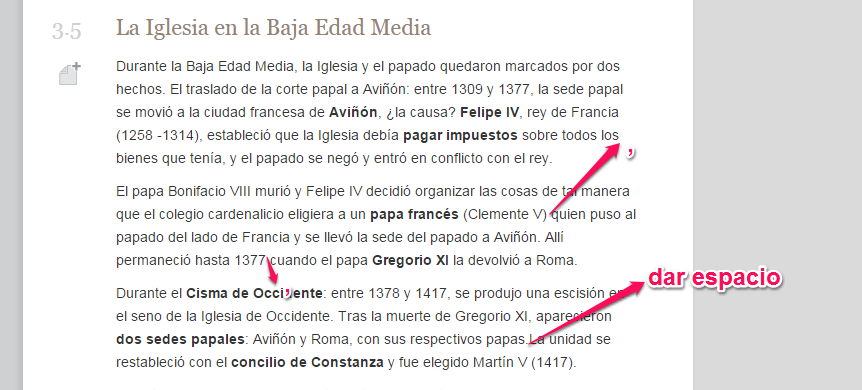 3.5 La Iglesia en la Baja Edad Media
Durante la Baja Edad Media, la Iglesia y el papado quedaron marcados por dos
hechos. El traslado de la corte papal a Aviñón: entre 1309 y 1377, la sede papal
se movió a la ciudad francesa de Aviñón, ¿la causa? Felipe IV, rey de Francia
(1258 -1314), estableció que la Iglesia debía pagar impuestos sobre todos los
bienes que tenía, y el papado se negó y entró en conflicto con el rey.
,
El papa Bonifacio VIII murió y Felipe IV decidió organizar las cosas de tal manera
que el colegio cardenalicio eligiera a un papa francés (Clemente V) quien puso al
papado del lado de Francia y se llevó la sede del papado a Aviñón. Allí
permaneció hasta 1377 cuando el papa Gregorio XI la devolvió a Roma.
dar espacio
,
Durante el Cisma de Occidente: entre 1378 y 1417, se produjo una escisión en
el seno de la Iglesia de Occidente. Tras la muerte de Gregorio XI, aparecieron
dos sedes papales: Aviñón y Roma, con sus respectivos papas.La unidad se
restableció con el concilio de Constanza y fue elegido Martín V (1417).